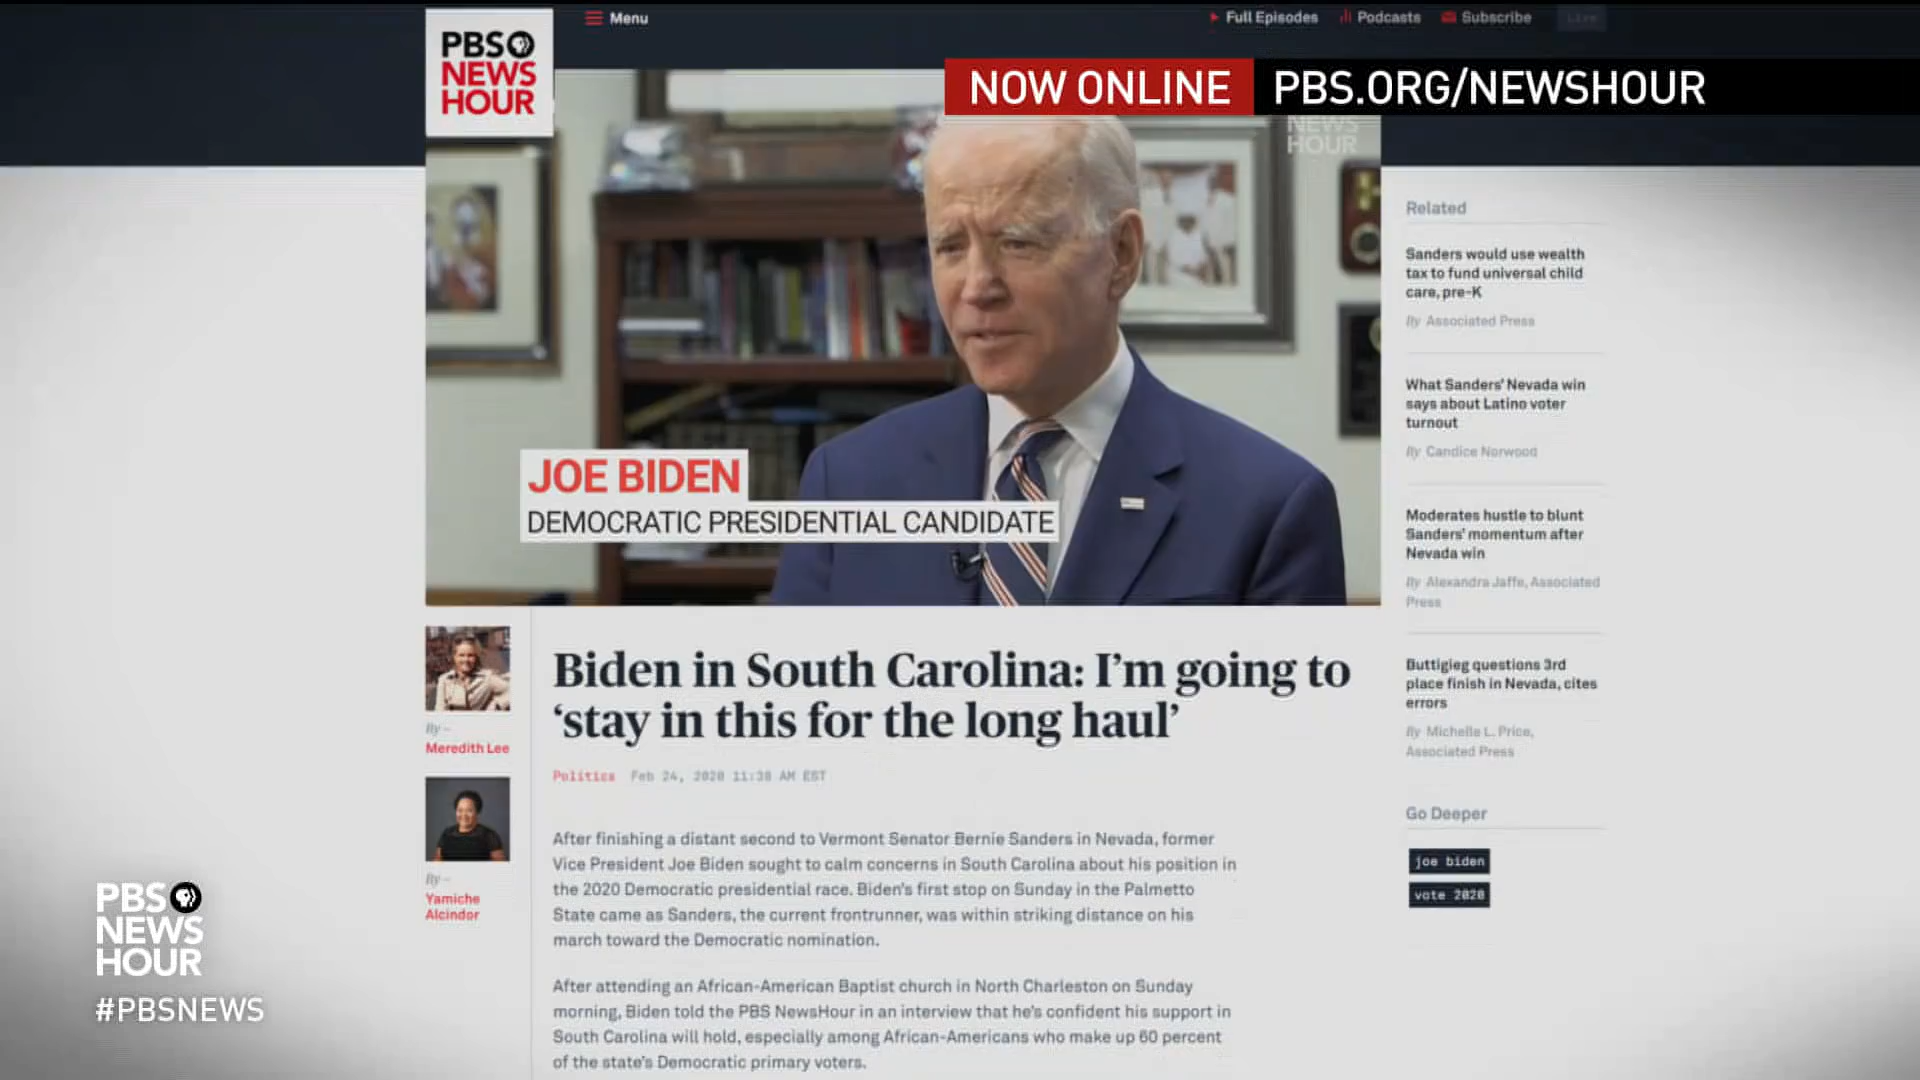 PBS
NEWS
HOUR
Menu
Full Episodes
Podcasts
Subscribe
Live
NOW ONLINE
PBS.ORG/NEWSHOUR
NEWS
HOUR
JOE BIDEN
DEMOCRATIC PRESIDENTIAL CANDIDATE
Related
Sanders would use wealth
tax to fund universal child
care, pre-K
By Associated Press
What Sanders' Nevada win
says about Latino voter
turnout
By Candice Norwood
Moderates hustle to blunt
Sanders' momentum after
Nevada win
By Alexandra Jaffe, Associated
Press
Buttigieg questions 3rd
place finish in Nevada, cites
errors
By Michelle L. Price,
Associated Press
Go Deeper
joe biden
vote 2020
By –
Meredith Lee
By –
Yamiche
Alcindor
Biden in South Carolina: I'm going to
'stay in this for the long haul'
Politics Feb 24, 2020 11:38 AM EST
After finishing a distant second to Vermont Senator Bernie Sanders in Nevada, former
Vice President Joe Biden sought to calm concerns in South Carolina about his position in
the 2020 Democratic presidential race. Biden's first stop on Sunday in the Palmetto
State came as Sanders, the current frontrunner, was within striking distance on his
march toward the Democratic nomination.
After attending an African-American Baptist church in North Charleston on Sunday
morning, Biden told the PBS NewsHour in an interview that he's confident his support in
South Carolina will hold, especially among African-Americans who make up 60 percent
of the state's Democratic primary voters.
PBS
NEWS
HOUR
#PBSNEWS